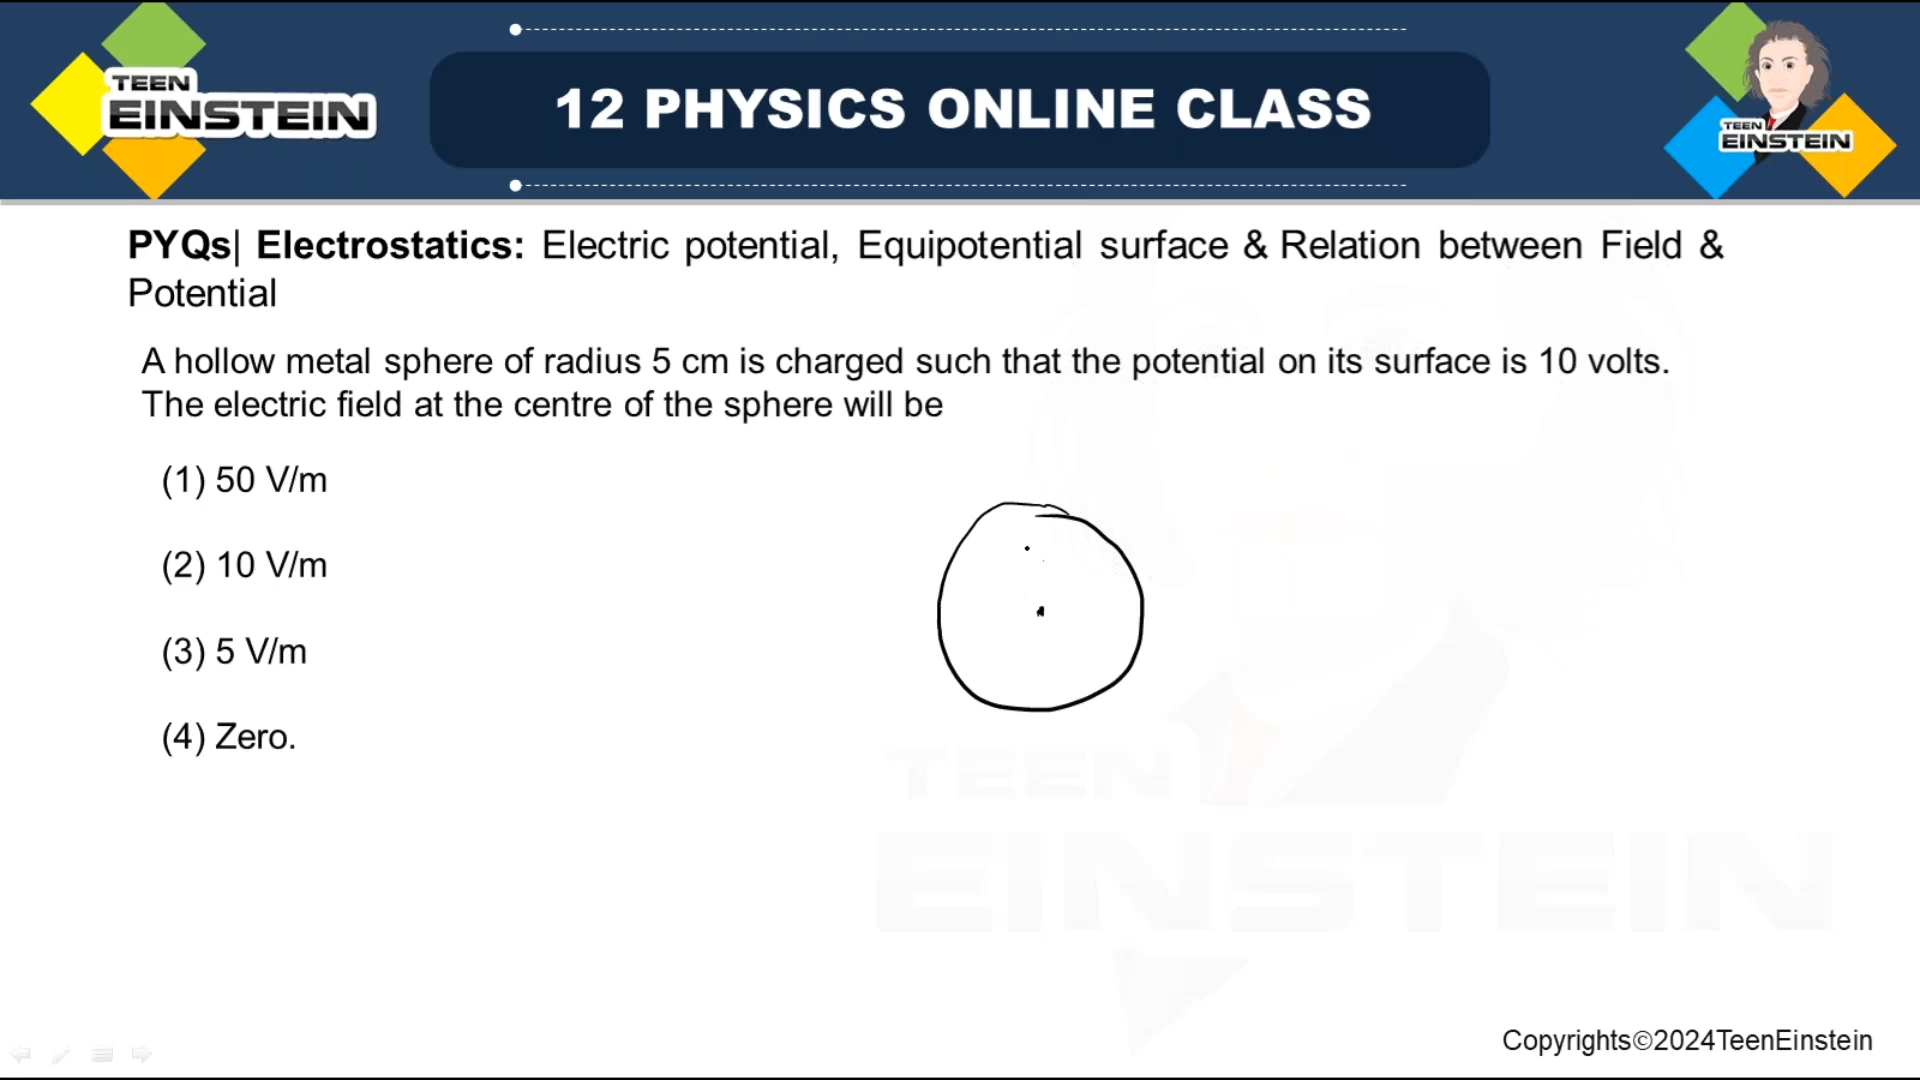 TEEN
EINSTEIN
12 PHYSICS ONLINE CLASS
TEEN
EINSTEIN
PYQs| Electrostatics: Electric potential, Equipotential surface & Relation between Field &
Potential
A hollow metal sphere of radius 5 cm is charged such that the potential on its surface is 10 volts.
The electric field at the centre of the sphere will be
(1) 50 V/m
(2) 10 V/m
(3) 5 V/m
(4) Zero.
TEEN
EINSTEIN
Copyrights©2024TeenEinstein